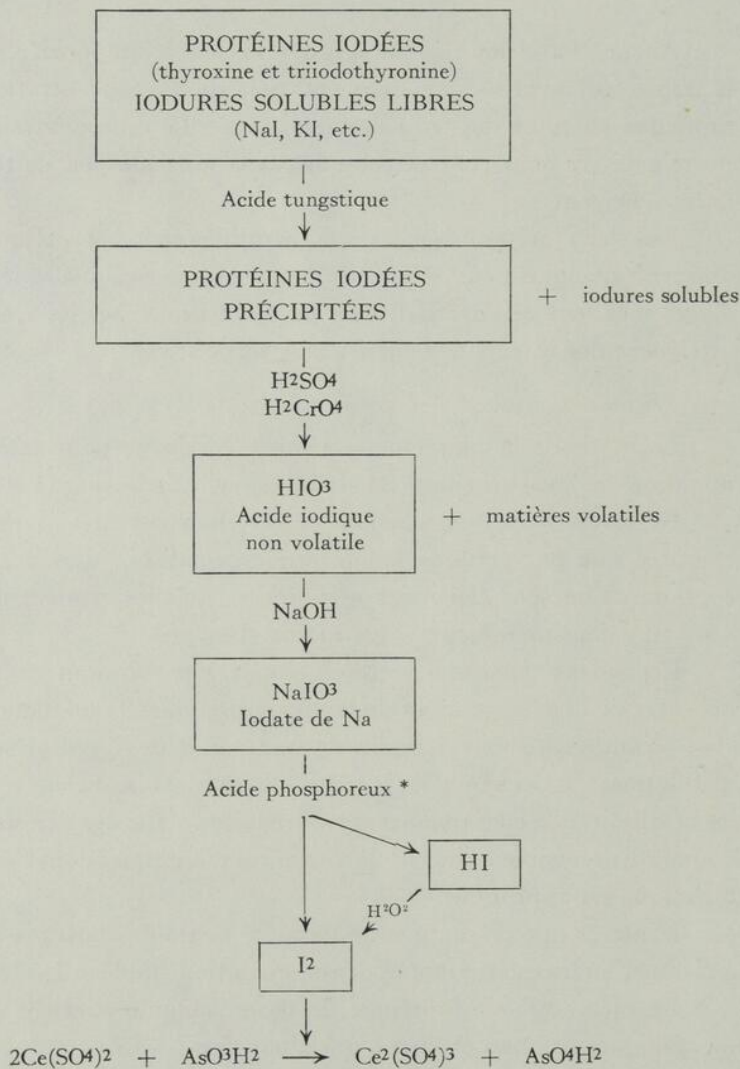 PROTÉINES IODÉES
(thyroxine et triiodothyronine)
IODURES SOLUBLES LIBRES
(NaI, KI, etc.)
Acide tungstique
PROTÉINES IODÉES
PRÉCIPITÉES
+ iodures solubles
H2SO4
H2CrO4
HIO3
Acide iodique
non volatile
+ matières volatiles
NaOH
NaIO3
Iodate de Na
Acide phosphoreux *
HI
H2O2
I2
2Ce(SO4)2 + AsO3H2 ⟶ Ce2(SO4)3 + AsO4H2